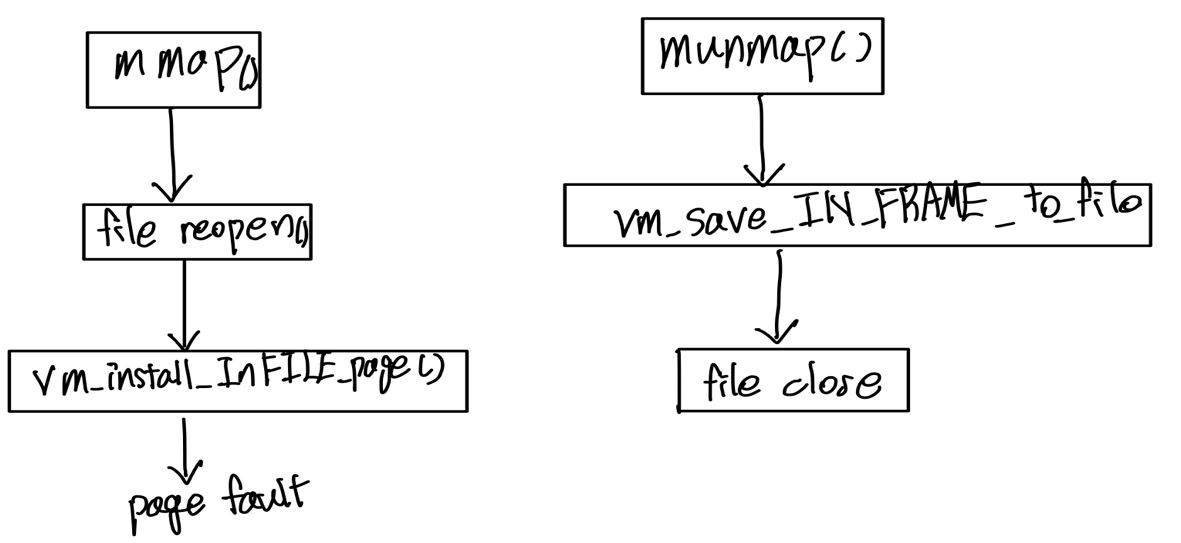 mmap()
file reopen()
vm_install_InFILE_page()
page fault
munmap()
vm_save_IN_FRAME_to_file
file close